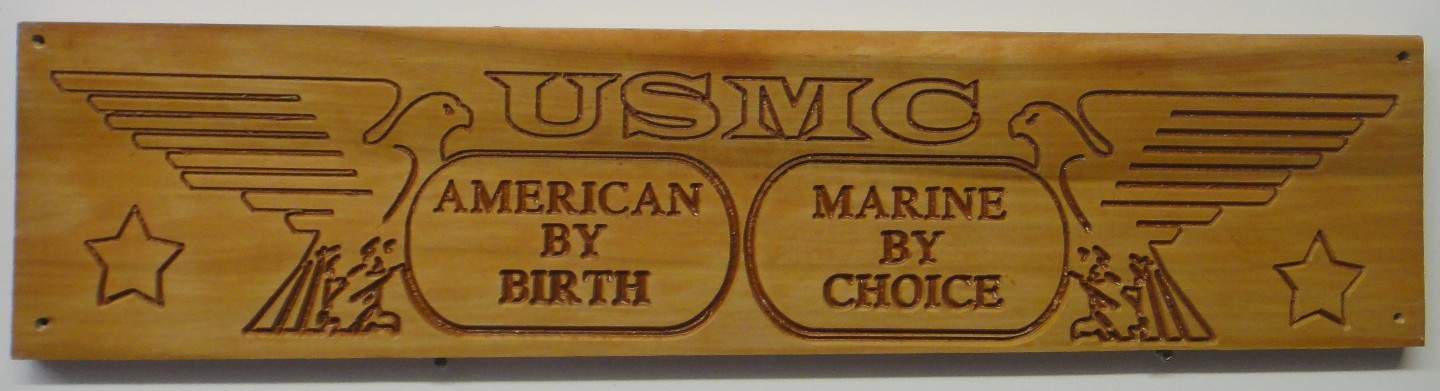 USMC
AMERICAN
BY
BIRTH
MARINE
BY
CHOICE